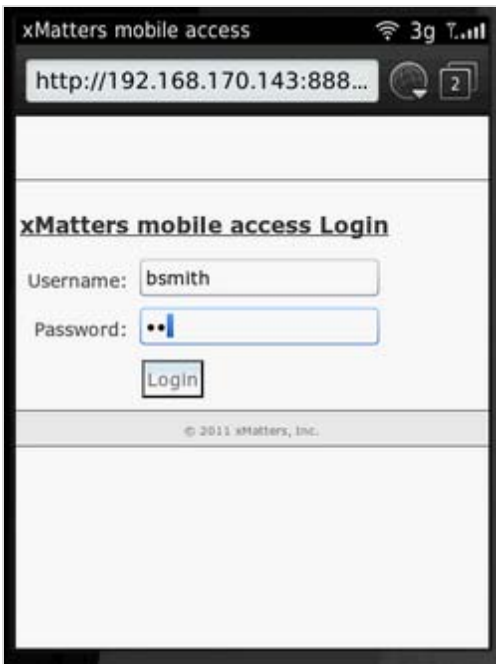 xMatters mobile access 3g
http://192.168.170.143:888... 2
xMatters mobile access Login
Username: bsmith
Password: ••
Login
© 2011 xMatters, Inc.